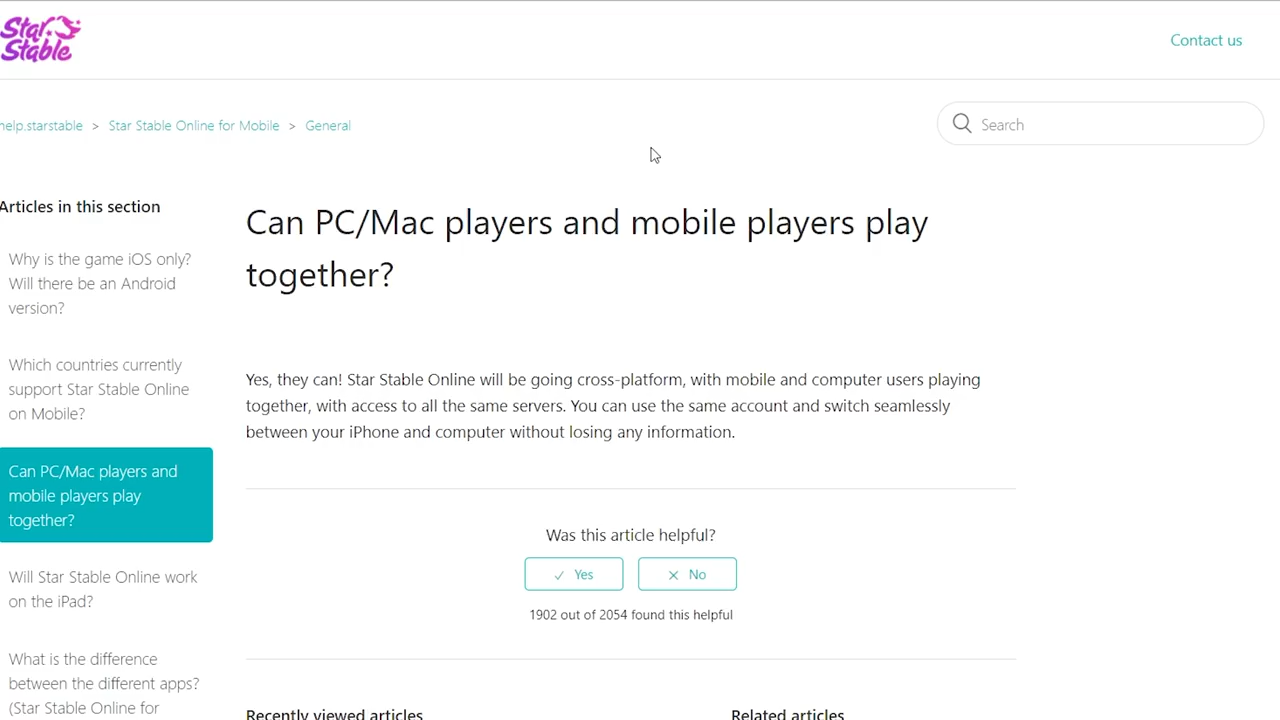 Star
Stable
Contact us
help.starstable > Star Stable Online for Mobile > General
Search
Articles in this section
Why is the game iOS only?
Will there be an Android
version?
Which countries currently
support Star Stable Online
on Mobile?
Can PC/Mac players and
mobile players play
together?
Will Star Stable Online work
on the iPad?
What is the difference
between the different apps?
(Star Stable Online for
Can PC/Mac players and mobile players play
together?
Yes, they can! Star Stable Online will be going cross-platform, with mobile and computer users playing
together, with access to all the same servers. You can use the same account and switch seamlessly
between your iPhone and computer without losing any information.
Was this article helpful?
✓ Yes
✕ No
1902 out of 2054 found this helpful
Recently viewed articles
Related articles